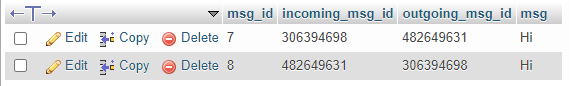 msg_id incoming_msg_id outgoing_msg_id msg
Edit Copy Delete 7 306394698 482649631 Hi
Edit Copy Delete 8 482649631 306394698 Hi